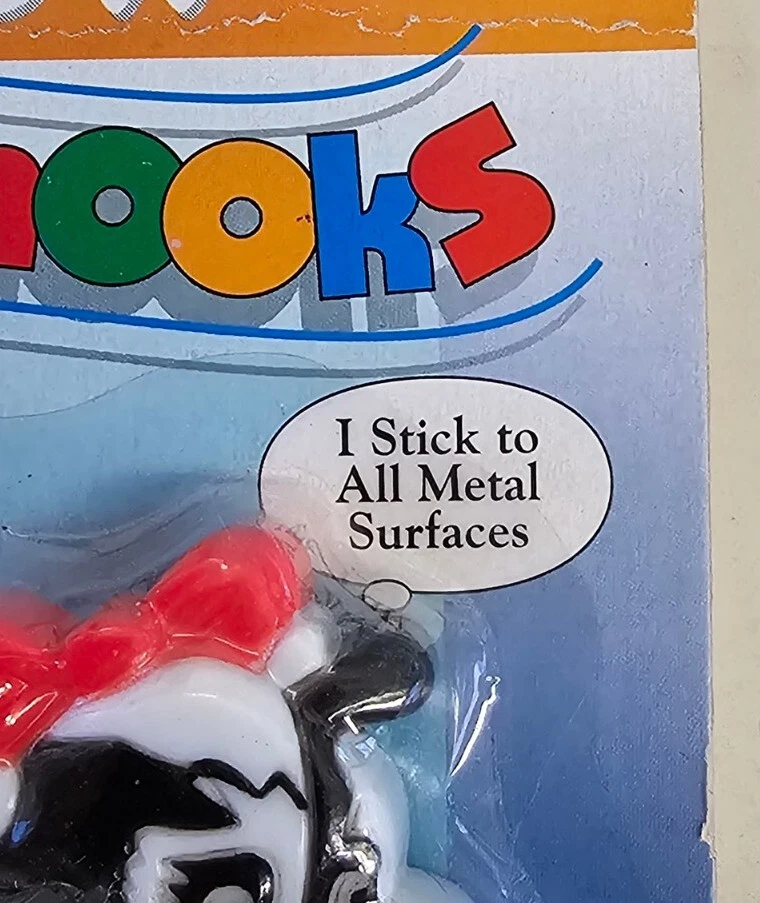 ooks
I Stick to
All Metal
Surfaces